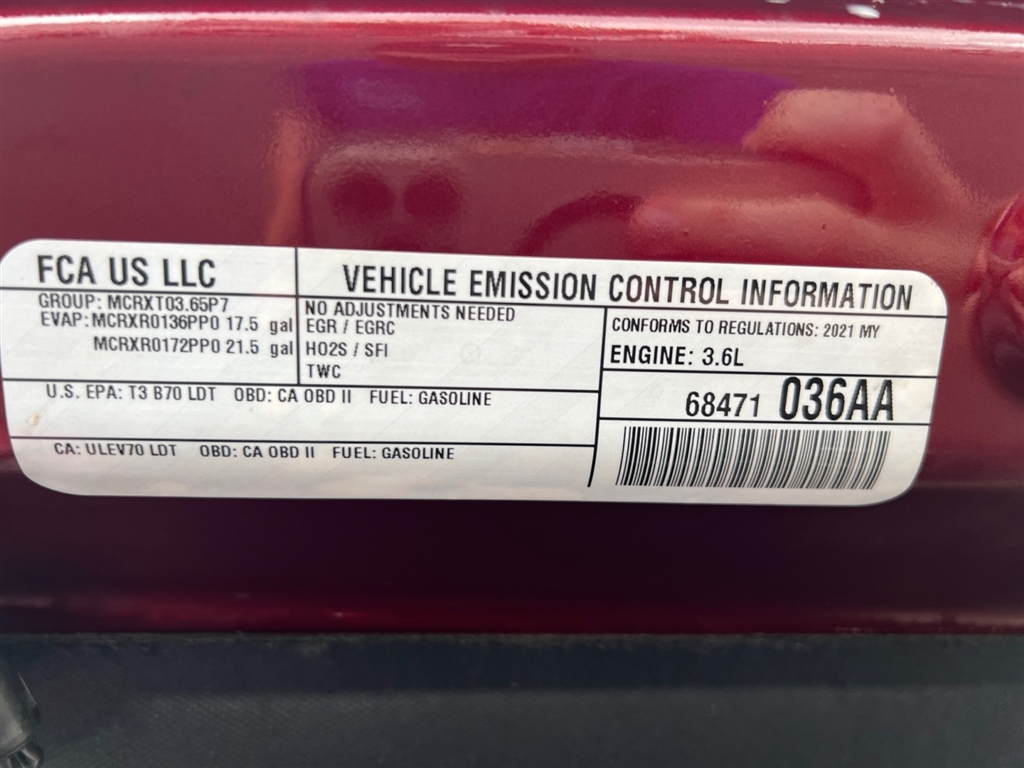 FCA US LLC
VEHICLE EMISSION CONTROL INFORMATION
GROUP: MCRXT03.65P7
EVAP: MCRXR0136PP0 17.5 gal
MCRXR0172PP0 21.5 gal
NO ADJUSTMENTS NEEDED
EGR / EGRC
HO2S / SFI
TWC
CONFORMS TO REGULATIONS: 2021 MY
ENGINE: 3.6L
U.S. EPA: T3 B70 LDT OBD: CA OBD II FUEL: GASOLINE
68471 036AA
CA: ULEV70 LDT OBD: CA OBD II FUEL: GASOLINE